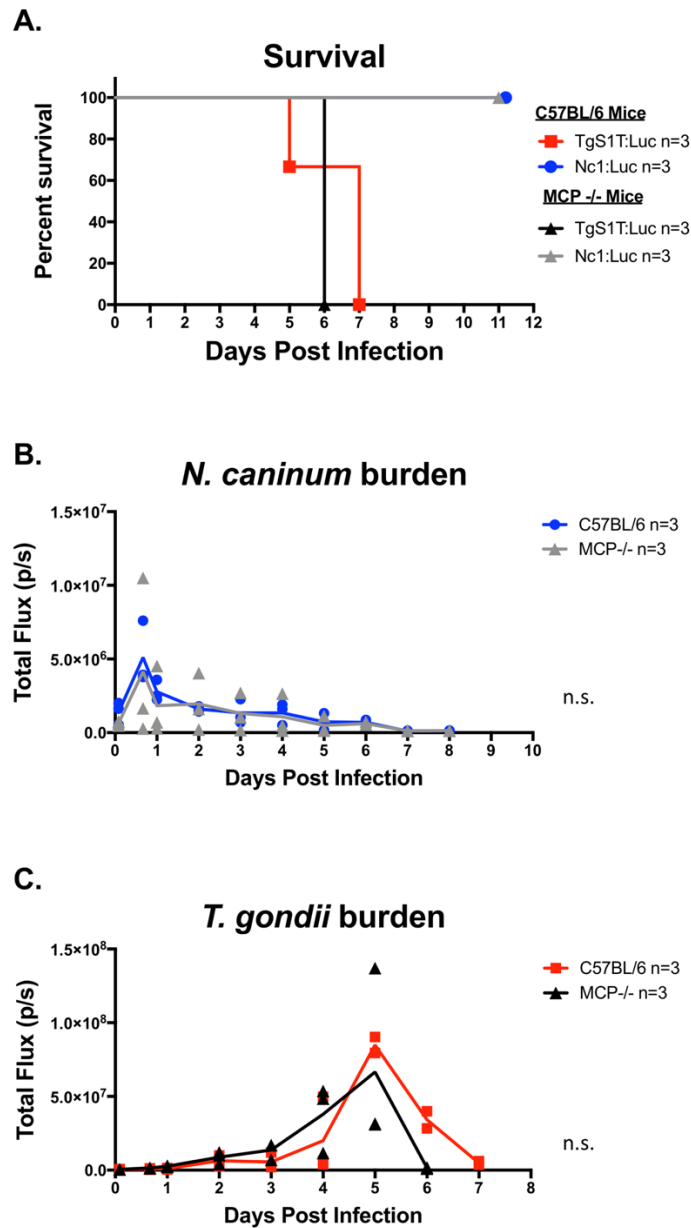 A.
Survival
Percent survival
100
80
60
40
20
0
0 1 2 3 4 5 6 7 8 9 10 11 12
Days Post Infection
C57BL/6 Mice
TgS1T:Luc n=3
Nc1:Luc n=3
MCP -/- Mice
TgS1T:Luc n=3
Nc1:Luc n=3
B.
N. caninum burden
Total Flux (p/s)
1.5×10⁷
1.0×10⁷
5.0×10⁶
0.0
0 1 2 3 4 5 6 7 8 9 10
Days Post Infection
C57BL/6 n=3
MCP-/- n=3
n.s.
C.
T. gondii burden
Total Flux (p/s)
1.5×10⁸
1.0×10⁸
5.0×10⁷
0.0
0 1 2 3 4 5 6 7 8
Days Post Infection
C57BL/6 n=3
MCP-/- n=3
n.s.